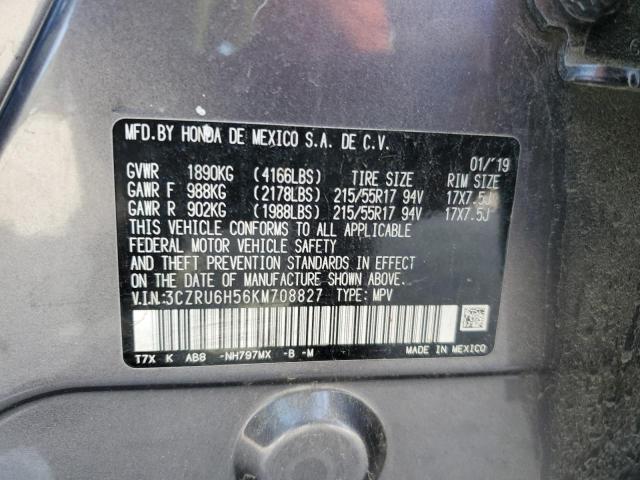 MFD.BY HONDA DE MEXICO S.A. DE C.V.
01/'19
GVWR 1890KG (4166LBS) TIRE SIZE RIM SIZE
GAWR F 988KG (2178LBS) 215/55R17 94V 17X7.5J
GAWR R 902KG (1988LBS) 215/55R17 94V 17X7.5J
THIS VEHICLE CONFORMS TO ALL APPLICABLE
FEDERAL MOTOR VEHICLE SAFETY
AND THEFT PREVENTION STANDARDS IN EFFECT
ON THE DATE OF MANUFACTURE SHOWN ABOVE.
V.I.N:3CZRU6H56KM708827 TYPE: MPV
T7X K AB8 -NH797MX -B -M MADE IN MEXICO